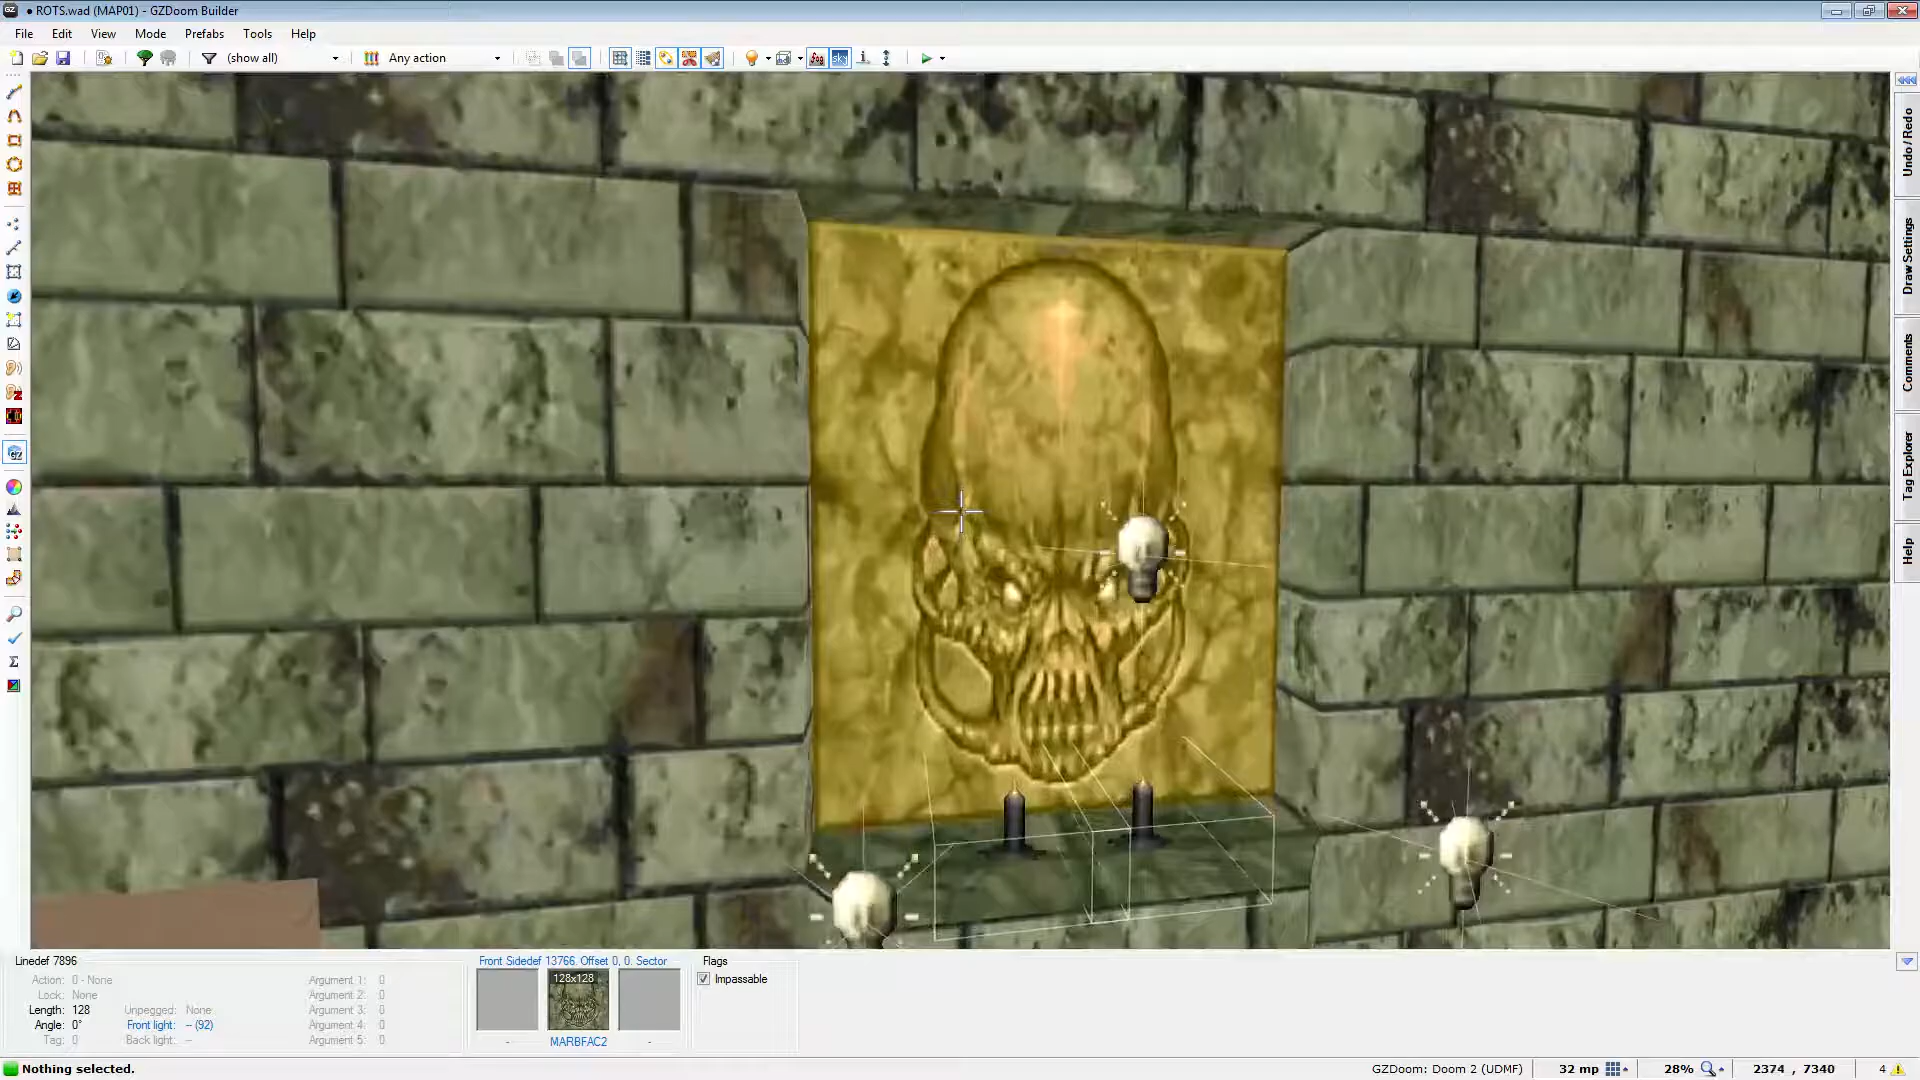 • ROTS.wad (MAP01) - GZDoom Builder
File Edit View Mode Prefabs Tools Help
(show all) Any action
Undo / Redo
Draw Settings
Comments
Tag Explorer
Help
Linedef 7896
Action: 0 - None
Lock: None
Length: 128
Angle: 0°
Tag: 0
Unpegged: None
Front light: -- (92)
Back light: --
Argument 1: 0
Argument 2: 0
Argument 3: 0
Argument 4: 0
Argument 5: 0
Front Sidedef 13766. Offset 0, 0. Sector
128x128
- MARBFAC2 -
Flags
Impassable
Nothing selected.
GZDoom: Doom 2 (UDMF) 32 mp 28% 2374 , 7340 4